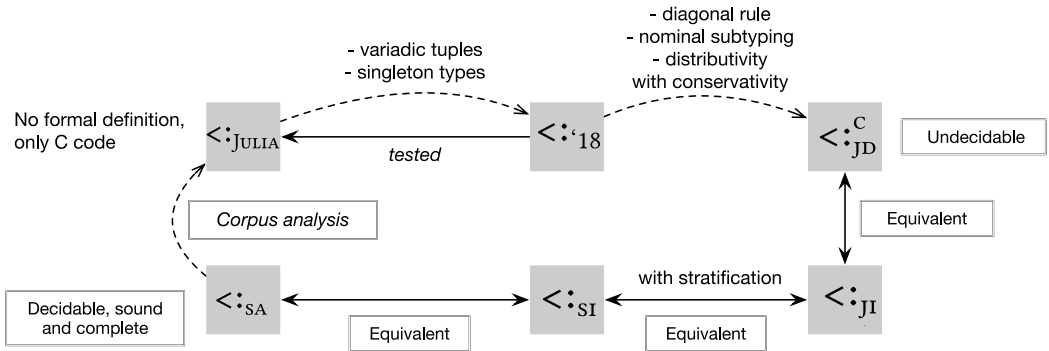 - diagonal rule
- nominal subtyping
- distributivity
with conservativity
- variadic tuples
- singleton types
No formal definition,
only C code
<:JULIA
tested
<:‘18
<:CJD
Undecidable
Corpus analysis
Equivalent
with stratification
Decidable, sound
and complete
<:SA
Equivalent
<:SI
Equivalent
<:JI